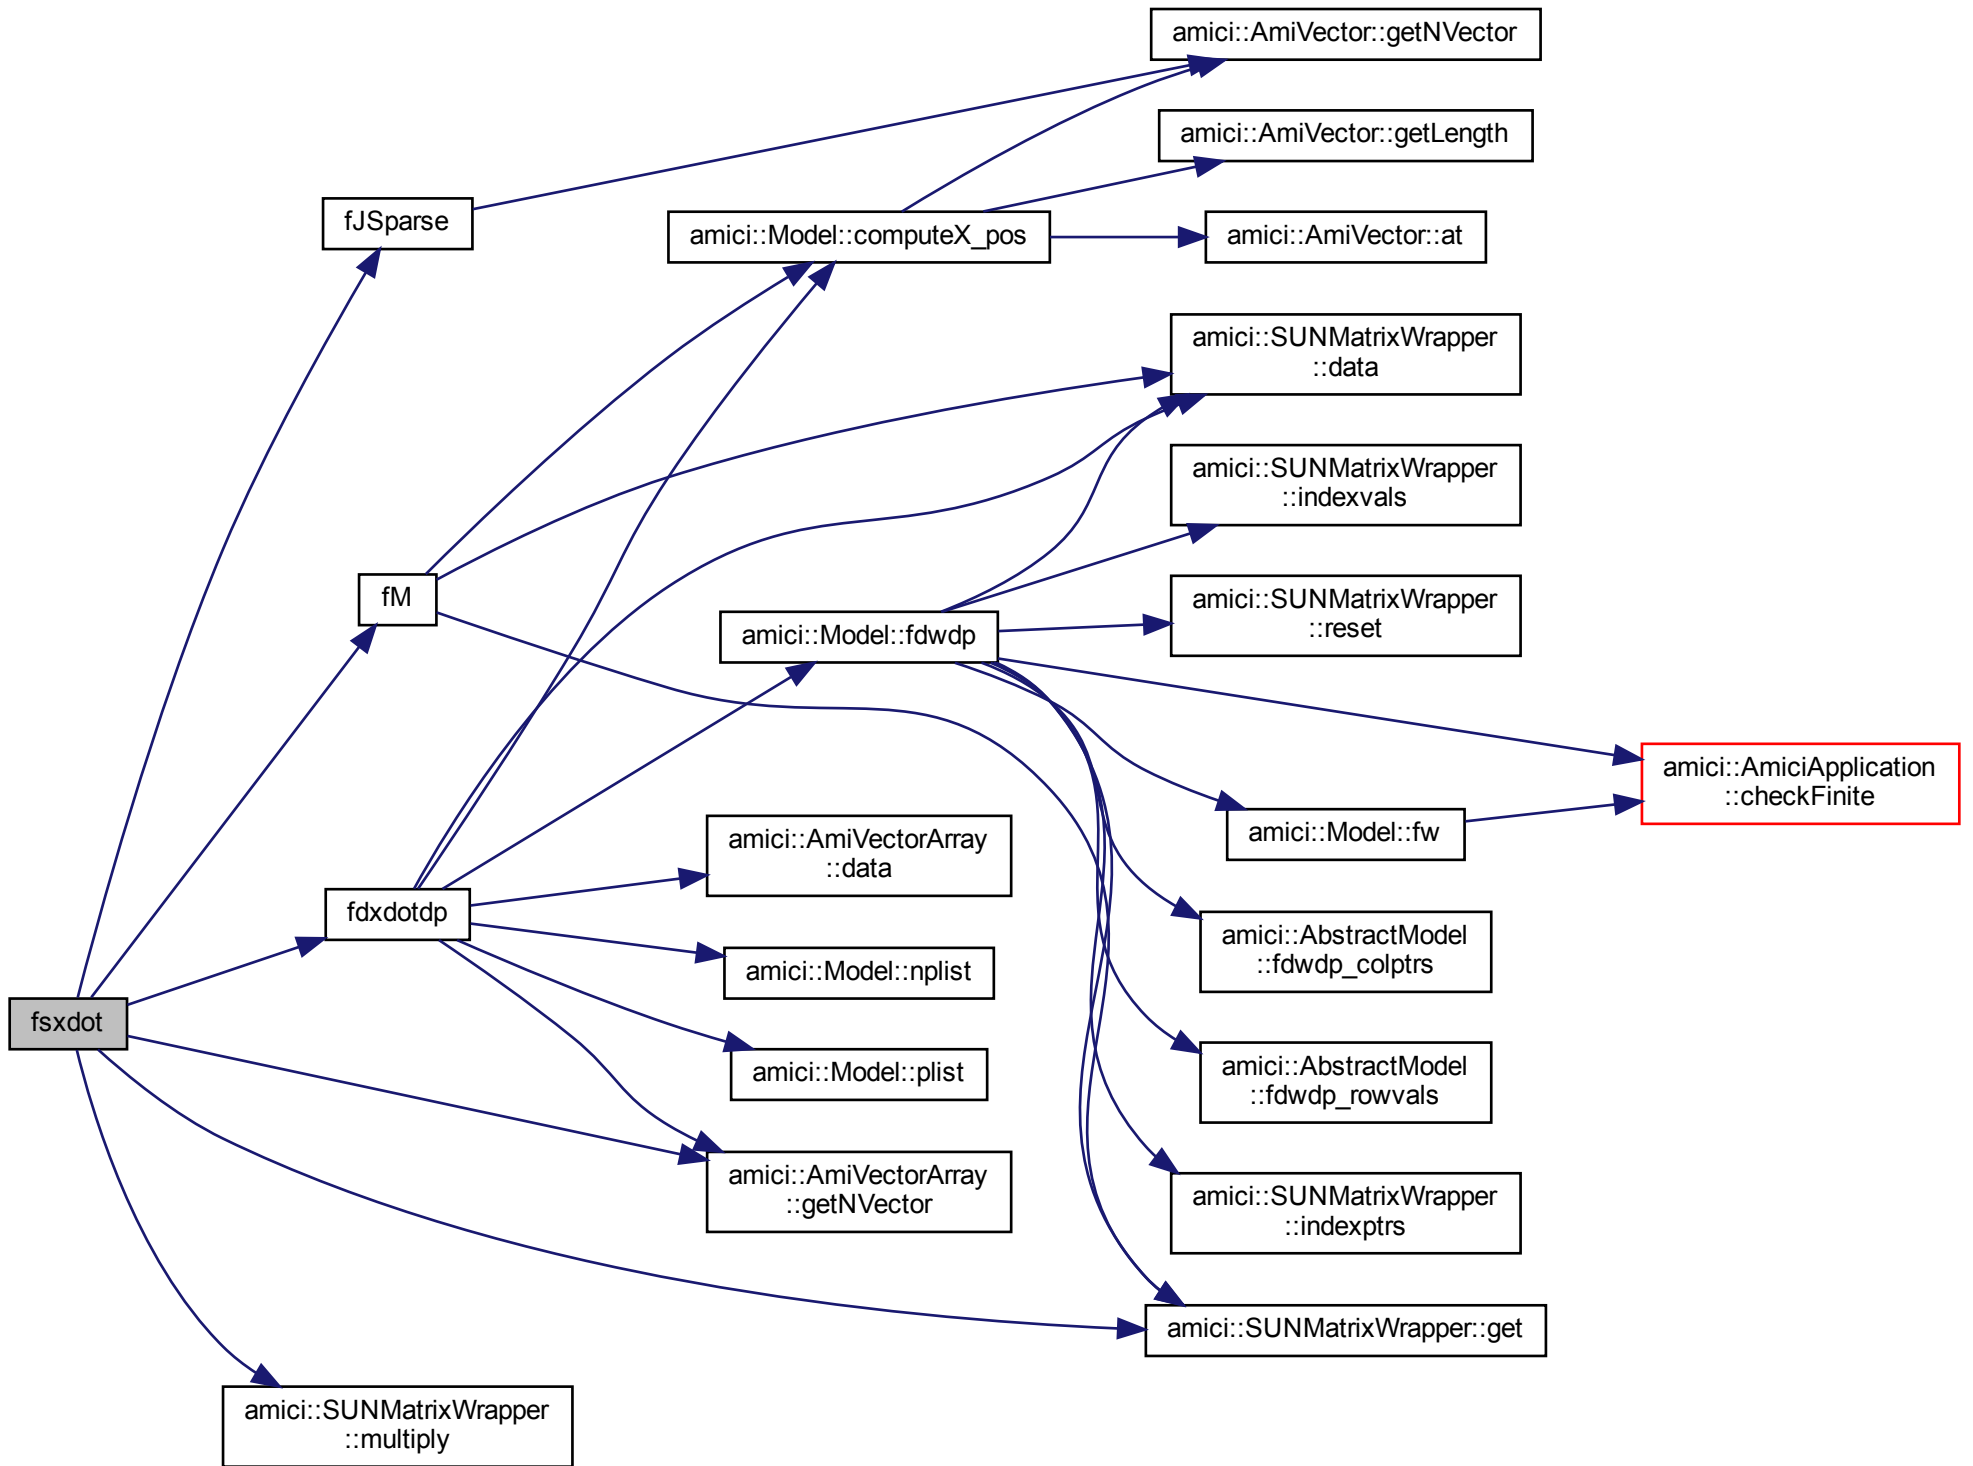 fsxdot
fJSparse
fM
fdxdotdp
amici::AmiVectorArray
::getNVector
amici::SUNMatrixWrapper::get
amici::SUNMatrixWrapper
::multiply
amici::AmiVector::getNVector
amici::Model::computeX_pos
amici::AmiVector::getLength
amici::AmiVector::at
amici::SUNMatrixWrapper
::data
amici::Model::fdwdp
amici::SUNMatrixWrapper
::indexvals
amici::SUNMatrixWrapper
::reset
amici::AmiciApplication
::checkFinite
amici::Model::fw
amici::AbstractModel
::fdwdp_colptrs
amici::AbstractModel
::fdwdp_rowvals
amici::SUNMatrixWrapper
::indexptrs
amici::AmiVectorArray
::data
amici::Model::nplist
amici::Model::plist